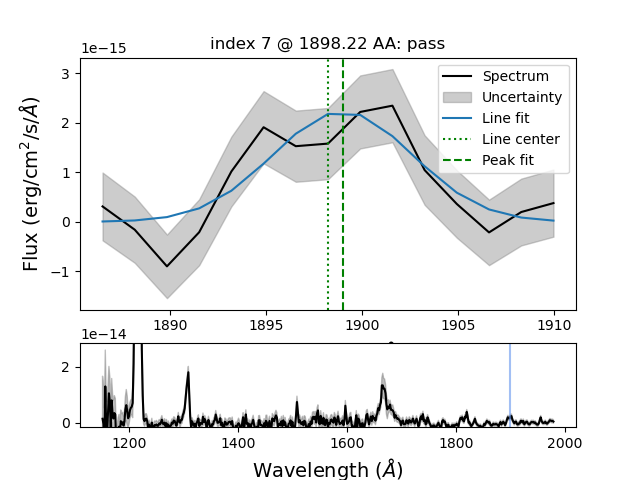 index 7 @ 1898.22 AA: pass
1e−15
Flux (erg/cm²/s/Å)
3
2
1
0
−1
Spectrum
Uncertainty
Line fit
Line center
Peak fit
1890 1895 1900 1905 1910
1e−14
2
0
1200 1400 1600 1800 2000
Wavelength (Å)